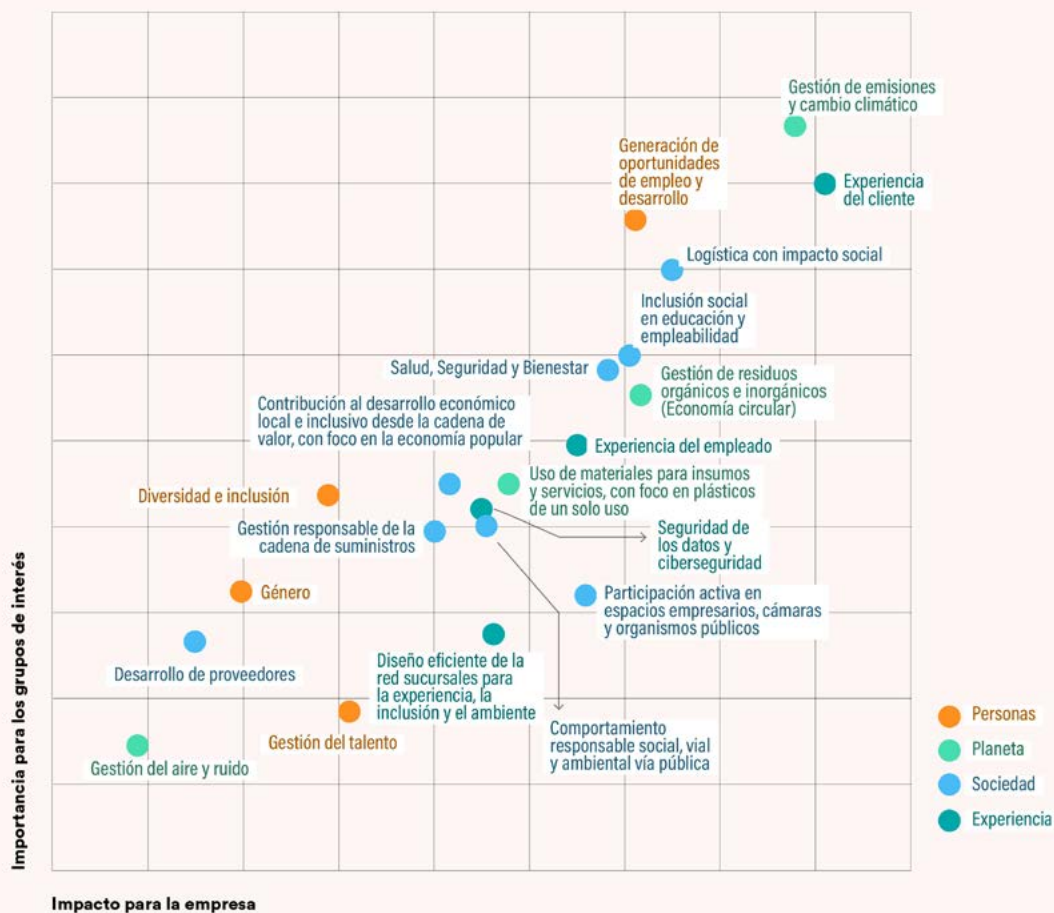 Gestión de emisiones
y cambio climático
Generación de
oportunidades
de empleo y
desarrollo
Experiencia
del cliente
Logística con impacto social
Inclusión social
en educación y
empleabilidad
Salud, Seguridad y Bienestar
Gestión de residuos
orgánicos e inorgánicos
(Economía circular)
Contribución al desarrollo económico
local e inclusivo desde la cadena de
valor, con foco en la economía popular
Experiencia del empleado
Uso de materiales para insumos
y servicios, con foco en plásticos
de un solo uso
Diversidad e inclusión
Gestión responsable de la
cadena de suministros
Seguridad de
los datos y
ciberseguridad
Género
Participación activa en
espacios empresarios, cámaras
y organismos públicos
Desarrollo de proveedores
Diseño eficiente de la
red sucursales para
la experiencia, la
inclusión y el ambiente
Gestión del talento
Comportamiento
responsable social, vial
y ambiental vía pública
Gestión del aire y ruido
Personas
Planeta
Sociedad
Experiencia
Importancia para los grupos de interés
Impacto para la empresa